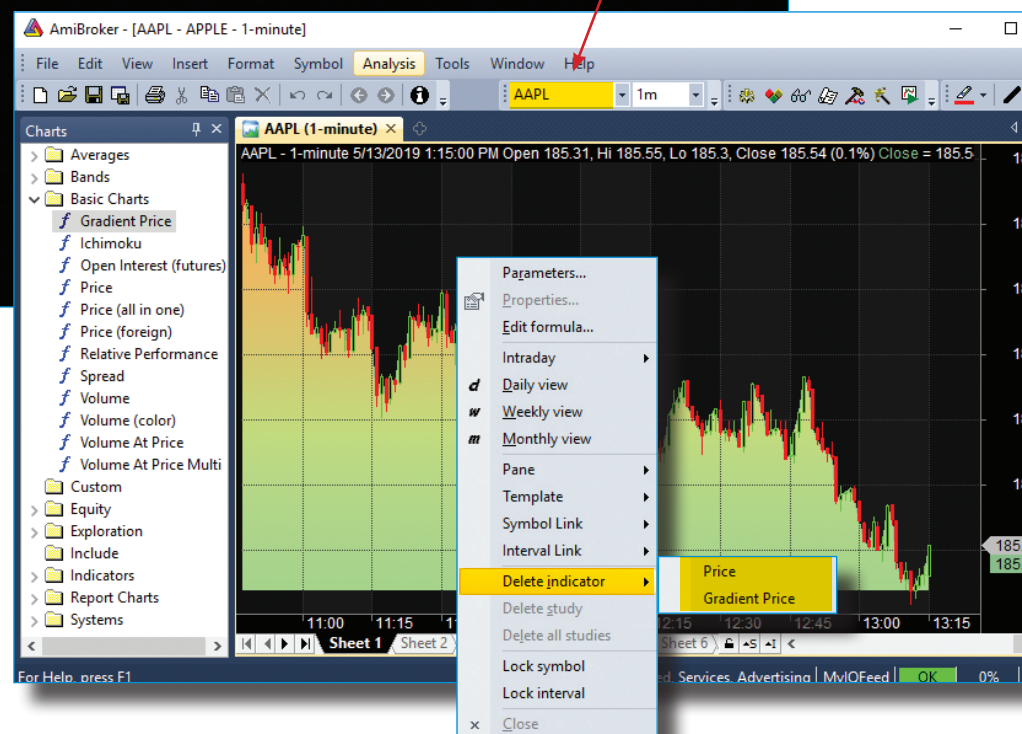 AmiBroker - [AAPL - APPLE - 1-minute]
File Edit View Insert Format Symbol Analysis Tools Window Help
AAPL 1m
Charts
AAPL (1-minute)
AAPL - 1-minute 5/13/2019 1:15:00 PM Open 185.31, Hi 185.55, Lo 185.3, Close 185.54 (0.1%) Close = 185.5
Averages
Bands
Basic Charts
Gradient Price
Ichimoku
Open Interest (futures)
Price
Price (all in one)
Price (foreign)
Relative Performance
Spread
Volume
Volume (color)
Volume At Price
Volume At Price Multi
Custom
Equity
Exploration
Include
Indicators
Report Charts
Systems
Parameters...
Properties...
Edit formula...
Intraday
d Daily view
w Weekly view
m Monthly view
Pane
Template
Symbol Link
Interval Link
Delete indicator
Delete study
Delete all studies
Lock symbol
Lock interval
x Close
Price
Gradient Price
185
185
11:00 11:15 12:15 12:30 12:45 13:00 13:15
Sheet 1 Sheet 2 Sheet 6
For Help, press F1
Services, Advertising MyIQFeed OK 0%